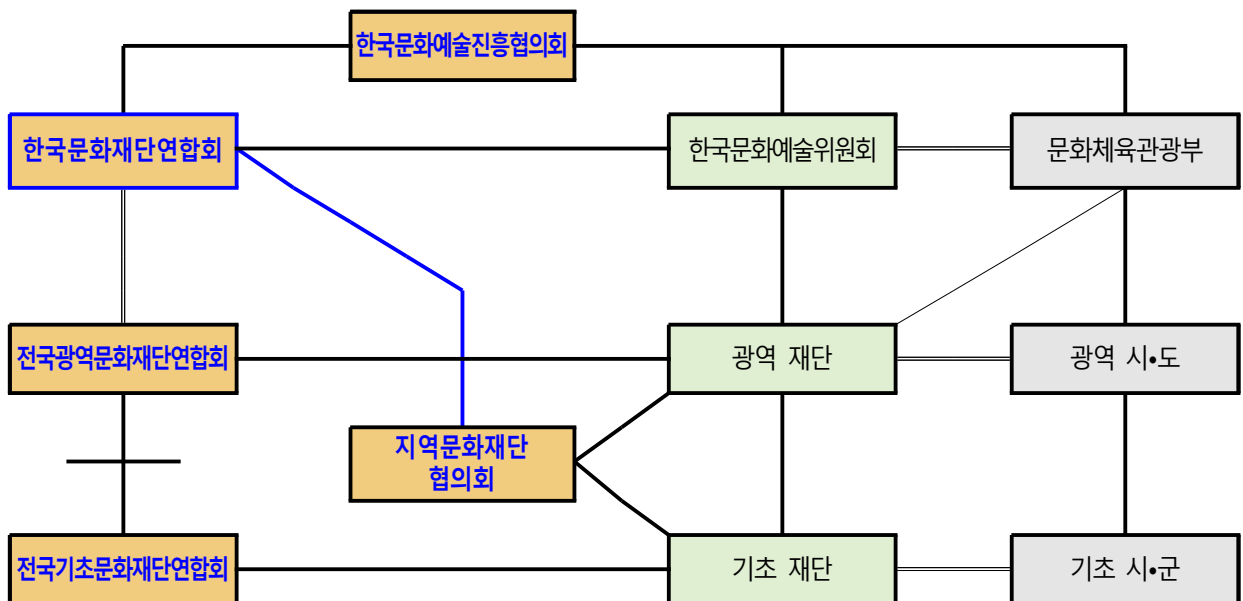 한국문화예술진흥협의회
한국문화재단연합회
한국문화예술위원회
문화체육관광부
전국광역문화재단연합회
광역 재단
광역 시•도
지역문화재단
협의회
전국기초문화재단연합회
기초 재단
기초 시•군